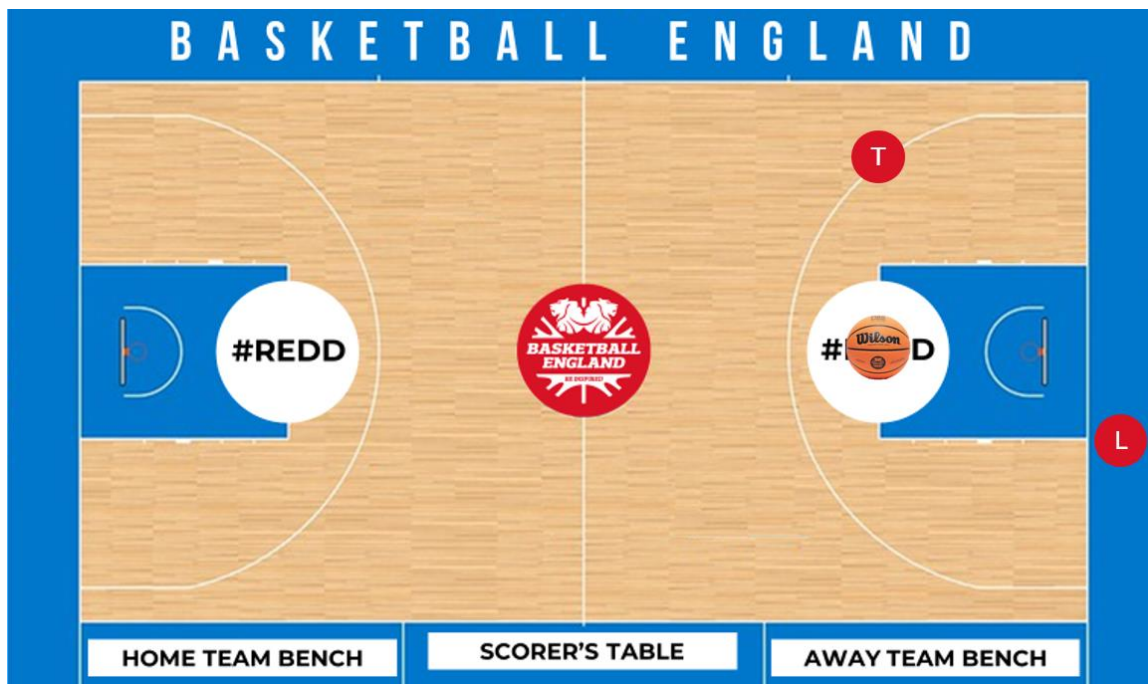 BASKETBALL ENGLAND
T
#REDD
BASKETBALL
ENGLAND
Wilson
#
D
L
HOME TEAM BENCH
SCORER'S TABLE
AWAY TEAM BENCH